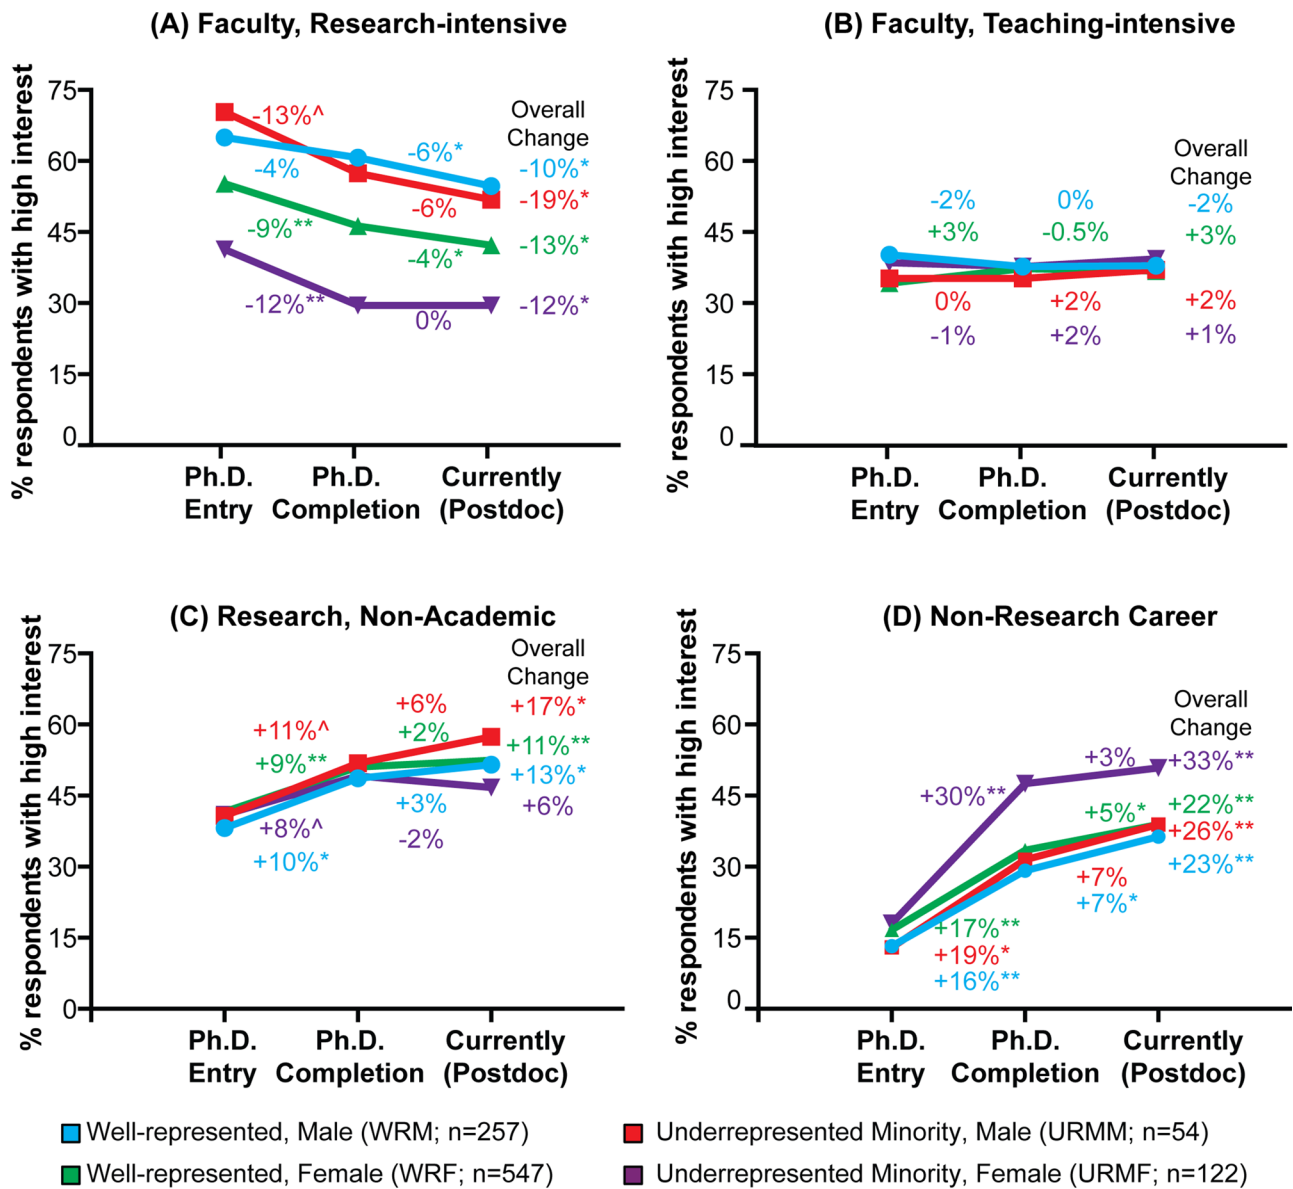 (A) Faculty, Research-intensive
% respondents with high interest
75
60
45
30
15
0
Overall
Change
-13%^
-4%
-6%*
-10%*
-6%
-19%*
-9%**
-4%*
-13%*
-12%**
0%
-12%*
Ph.D.
Entry
Ph.D.
Completion
Currently
(Postdoc)
(B) Faculty, Teaching-intensive
% respondents with high interest
75
60
45
30
15
0
Overall
Change
-2%
0%
-2%
+3%
-0.5%
+3%
0%
+2%
+2%
-1%
+2%
+1%
Ph.D.
Entry
Ph.D.
Completion
Currently
(Postdoc)
(C) Research, Non-Academic
% respondents with high interest
75
60
45
30
15
0
Overall
Change
+11%^
+6%
+17%*
+9%**
+2%
+11%**
+13%*
+8%^
+3%
+6%
+10%*
-2%
Ph.D.
Entry
Ph.D.
Completion
Currently
(Postdoc)
(D) Non-Research Career
% respondents with high interest
75
60
45
30
15
0
Overall
Change
+30%**
+3%
+33%**
+5%*
+22%**
+26%**
+7%
+23%**
+7%*
+17%**
+19%*
+16%**
Ph.D.
Entry
Ph.D.
Completion
Currently
(Postdoc)
Well-represented, Male (WRM; n=257)
Underrepresented Minority, Male (URMM; n=54)
Well-represented, Female (WRF; n=547)
Underrepresented Minority, Female (URMF; n=122)